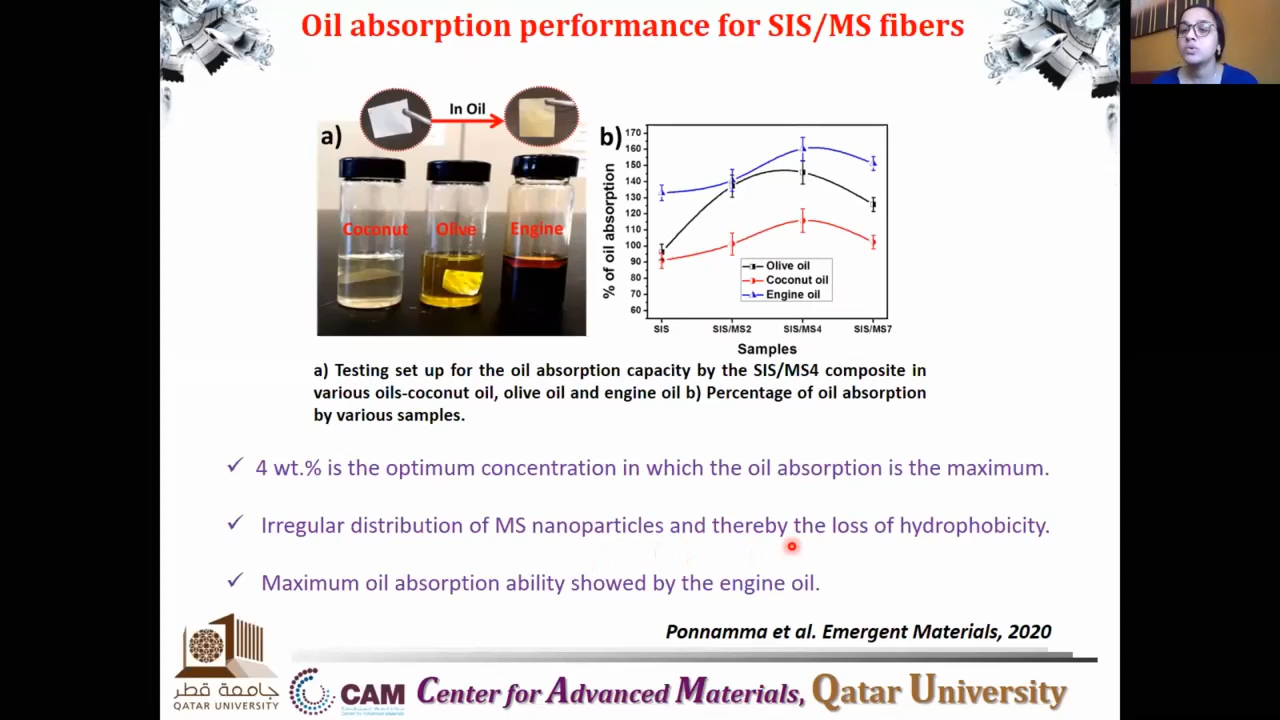 Oil absorption performance for SIS/MS fibers
In Oil
a)
Coconut
Olive
Engine
b)
% of oil absorption
170
160
150
140
130
120
110
100
90
80
70
60
Olive oil
Coconut oil
Engine oil
SIS
SIS/MS2
SIS/MS4
SIS/MS7
Samples
a) Testing set up for the oil absorption capacity by the SIS/MS4 composite in
various oils-coconut oil, olive oil and engine oil b) Percentage of oil absorption
by various samples.
✓ 4 wt.% is the optimum concentration in which the oil absorption is the maximum.
✓ Irregular distribution of MS nanoparticles and thereby the loss of hydrophobicity.
✓ Maximum oil absorption ability showed by the engine oil.
Ponnamma et al. Emergent Materials, 2020
جامعة قطر
QATAR UNIVERSITY
CAM
Center for Advanced Materials
Center for Advanced Materials, Qatar University